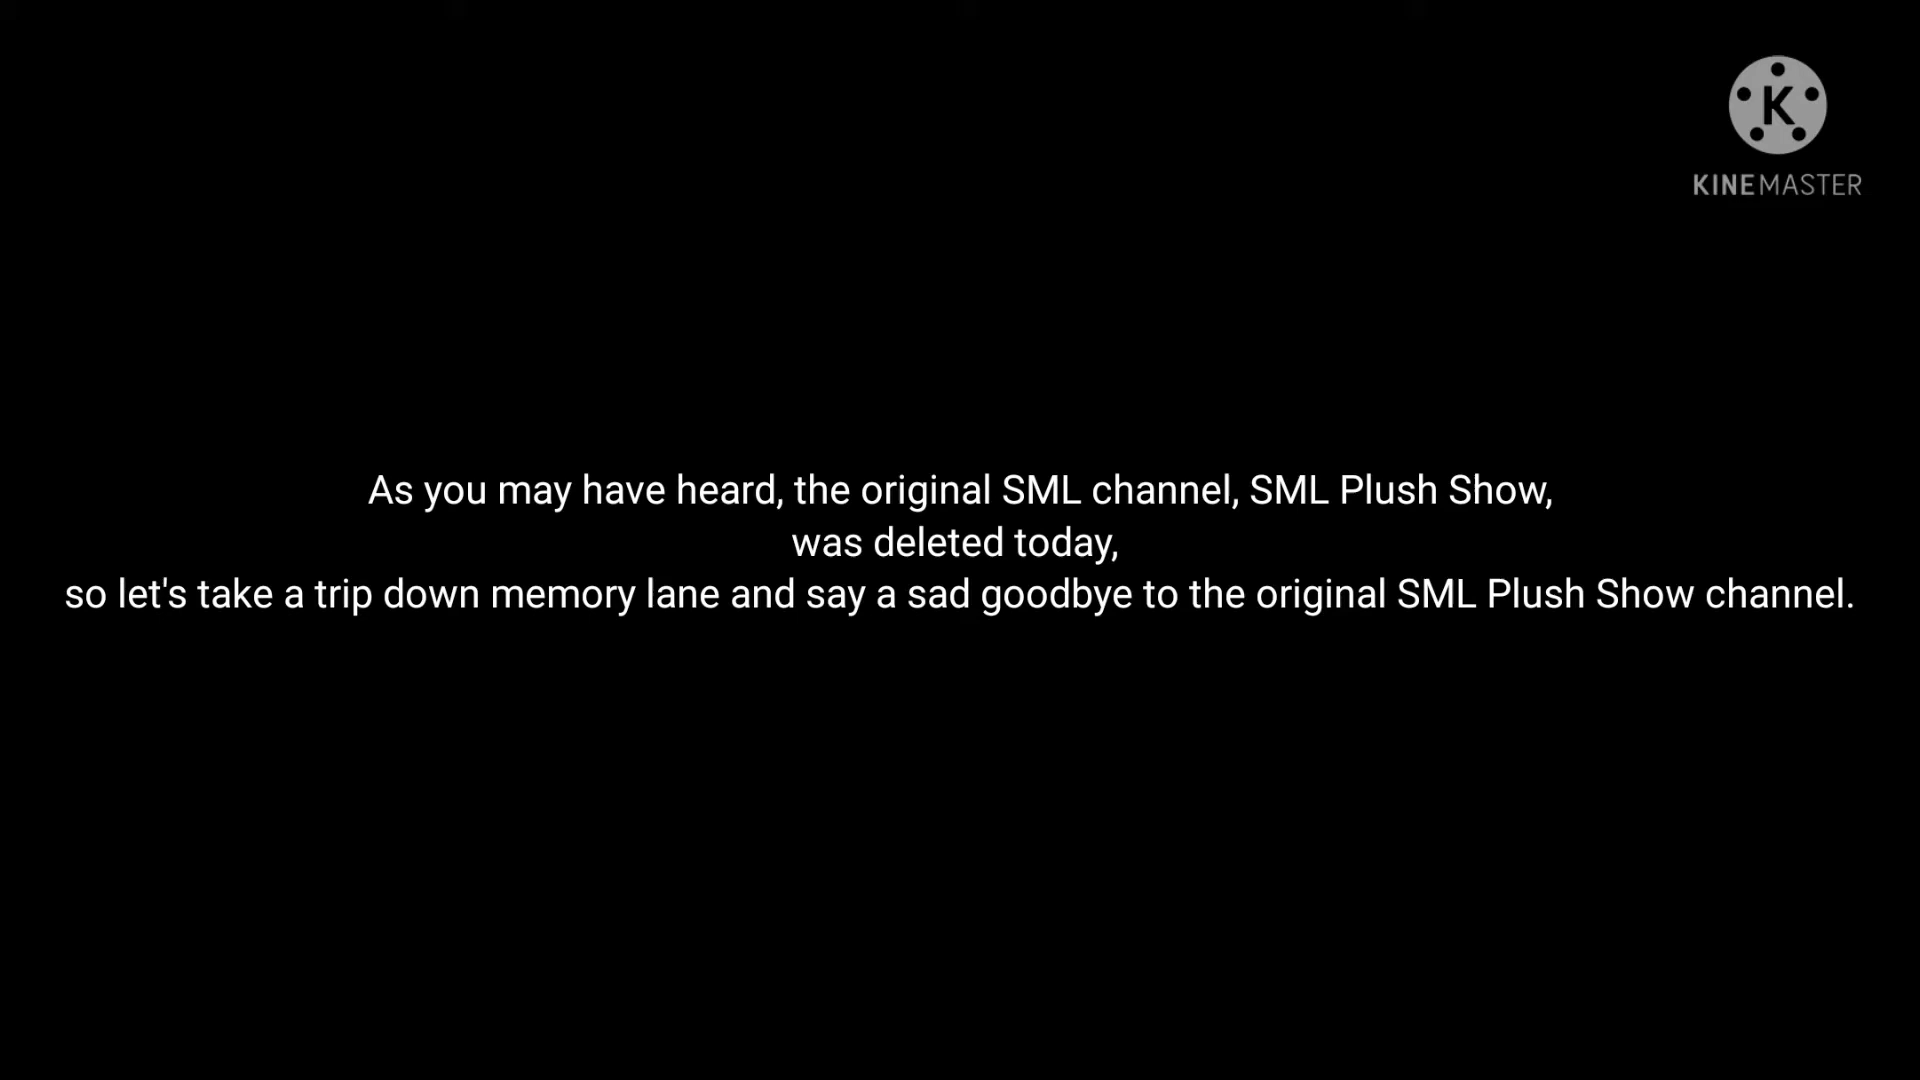 K
KINEMASTER
As you may have heard, the original SML channel, SML Plush Show,
was deleted today,
so let's take a trip down memory lane and say a sad goodbye to the original SML Plush Show channel.